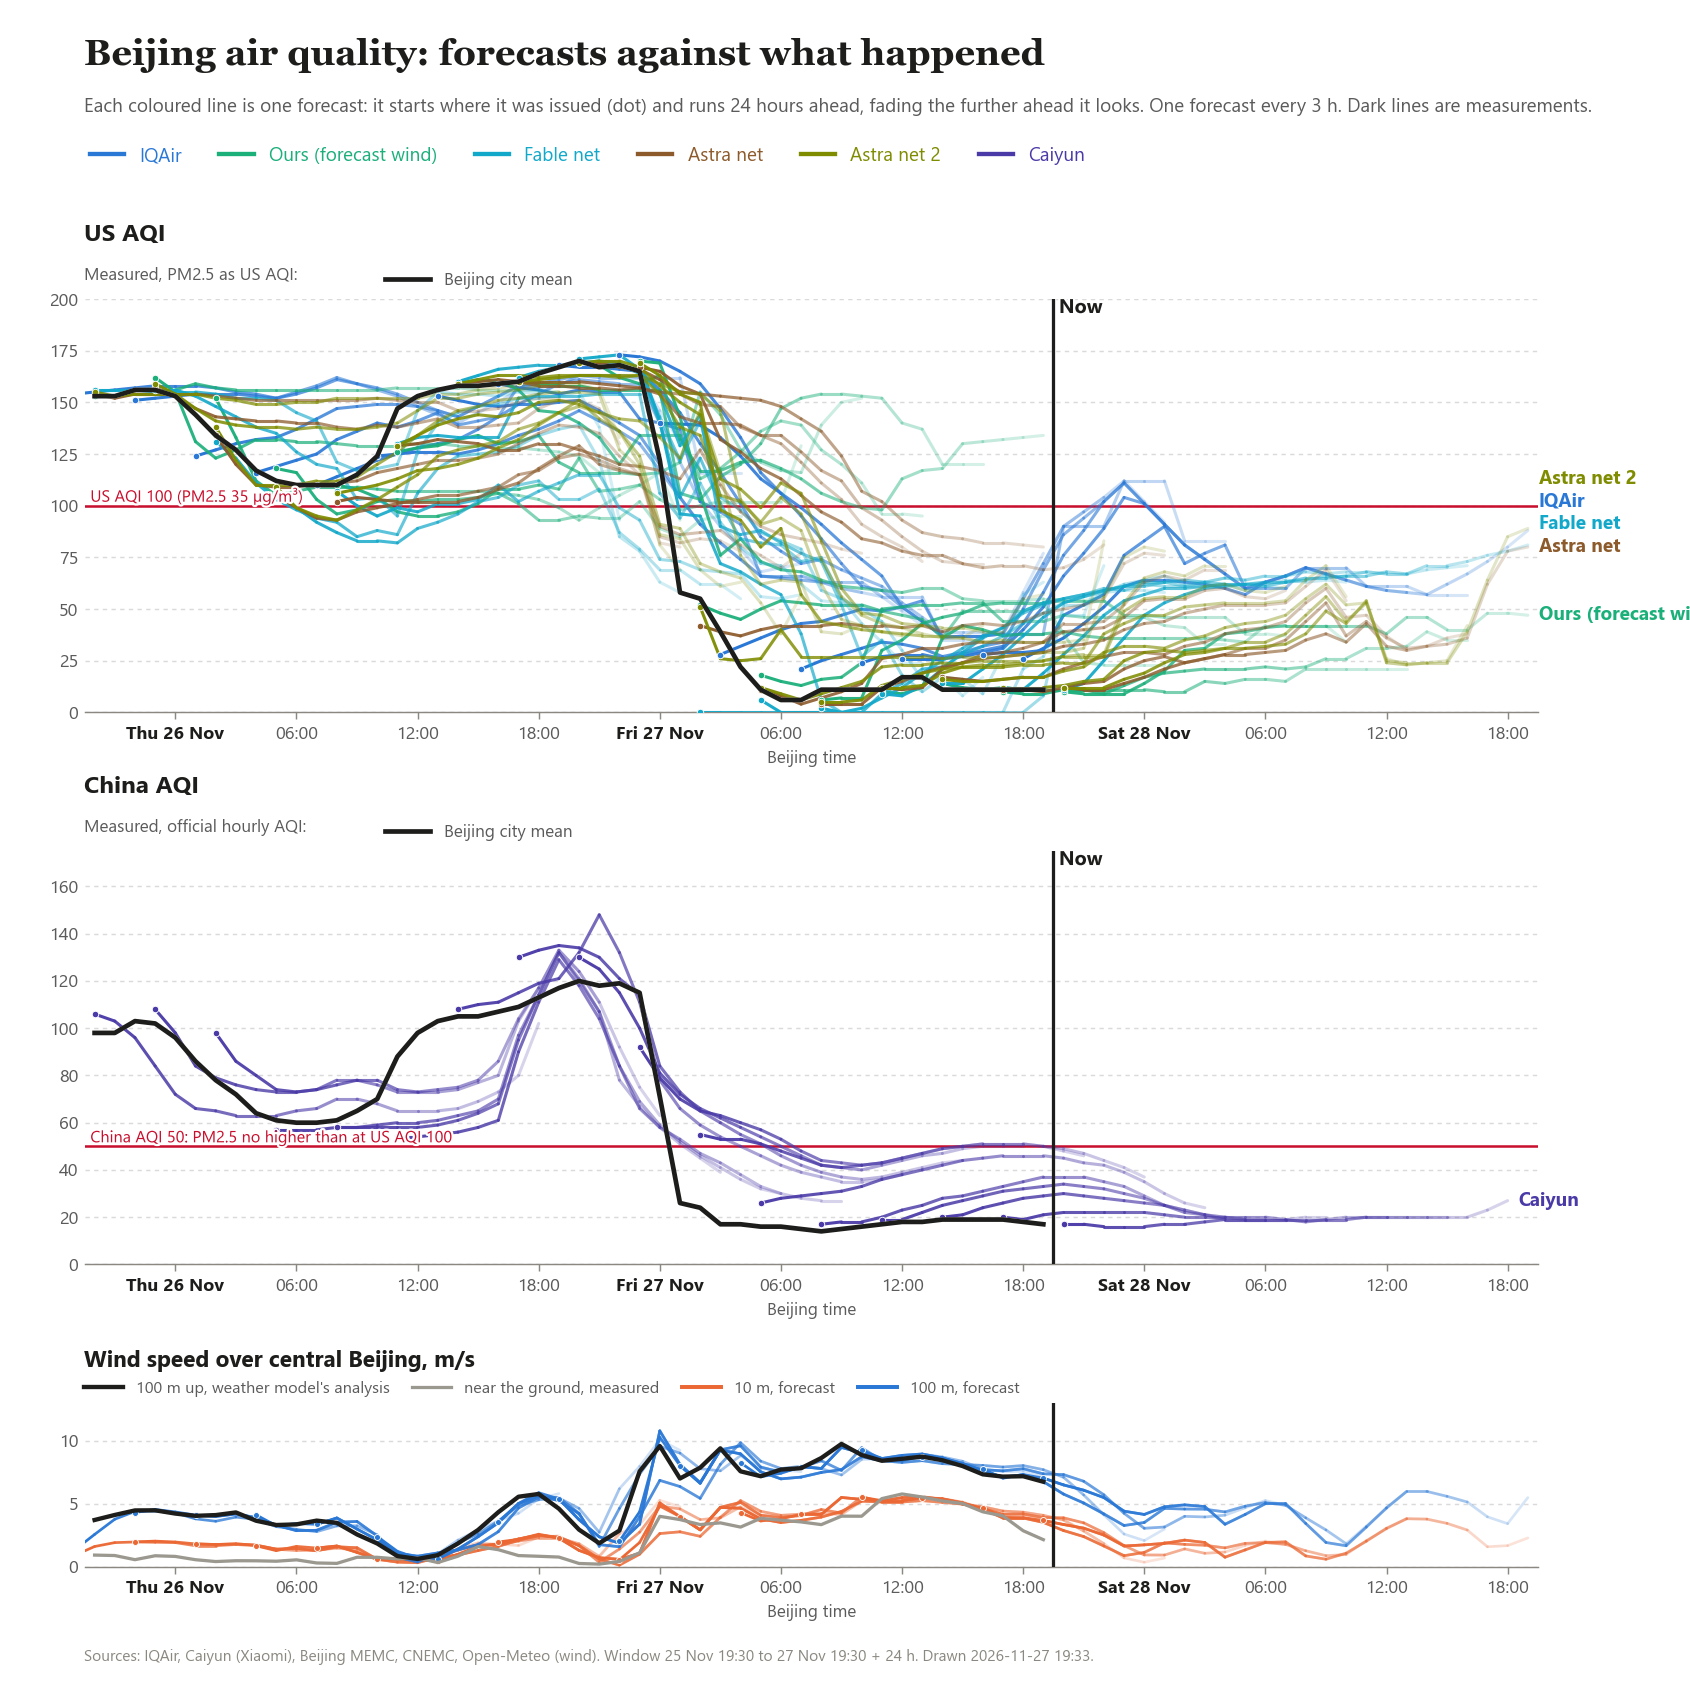 Beijing air quality: forecasts against what happened
Each coloured line is one forecast: it starts where it was issued (dot) and runs 24 hours ahead, fading the further ahead it looks. One forecast every 3 h. Dark lines are measurements.
IQAir Ours (forecast wind) Fable net Astra net Astra net 2 Caiyun
US AQI
Measured, PM2.5 as US AQI: Beijing city mean
200
Now
175
150
125
Astra net 2
US AQI 100 (PM2.5 35 µg/m³)
IQAir
100
Fable net
Astra net
75
50
Ours (forecast wi
25
0
Thu 26 Nov 06:00 12:00 18:00 Fri 27 Nov 06:00 12:00 18:00 Sat 28 Nov 06:00 12:00 18:00
Beijing time
China AQI
Measured, official hourly AQI: Beijing city mean
Now
160
140
120
100
80
60
China AQI 50: PM2.5 no higher than at US AQI 100
40
20
Caiyun
0
Thu 26 Nov 06:00 12:00 18:00 Fri 27 Nov 06:00 12:00 18:00 Sat 28 Nov 06:00 12:00 18:00
Beijing time
Wind speed over central Beijing, m/s
100 m up, weather model's analysis near the ground, measured 10 m, forecast 100 m, forecast
10
5
0
Thu 26 Nov 06:00 12:00 18:00 Fri 27 Nov 06:00 12:00 18:00 Sat 28 Nov 06:00 12:00 18:00
Beijing time
Sources: IQAir, Caiyun (Xiaomi), Beijing MEMC, CNEMC, Open-Meteo (wind). Window 25 Nov 19:30 to 27 Nov 19:30 + 24 h. Drawn 2026-11-27 19:33.